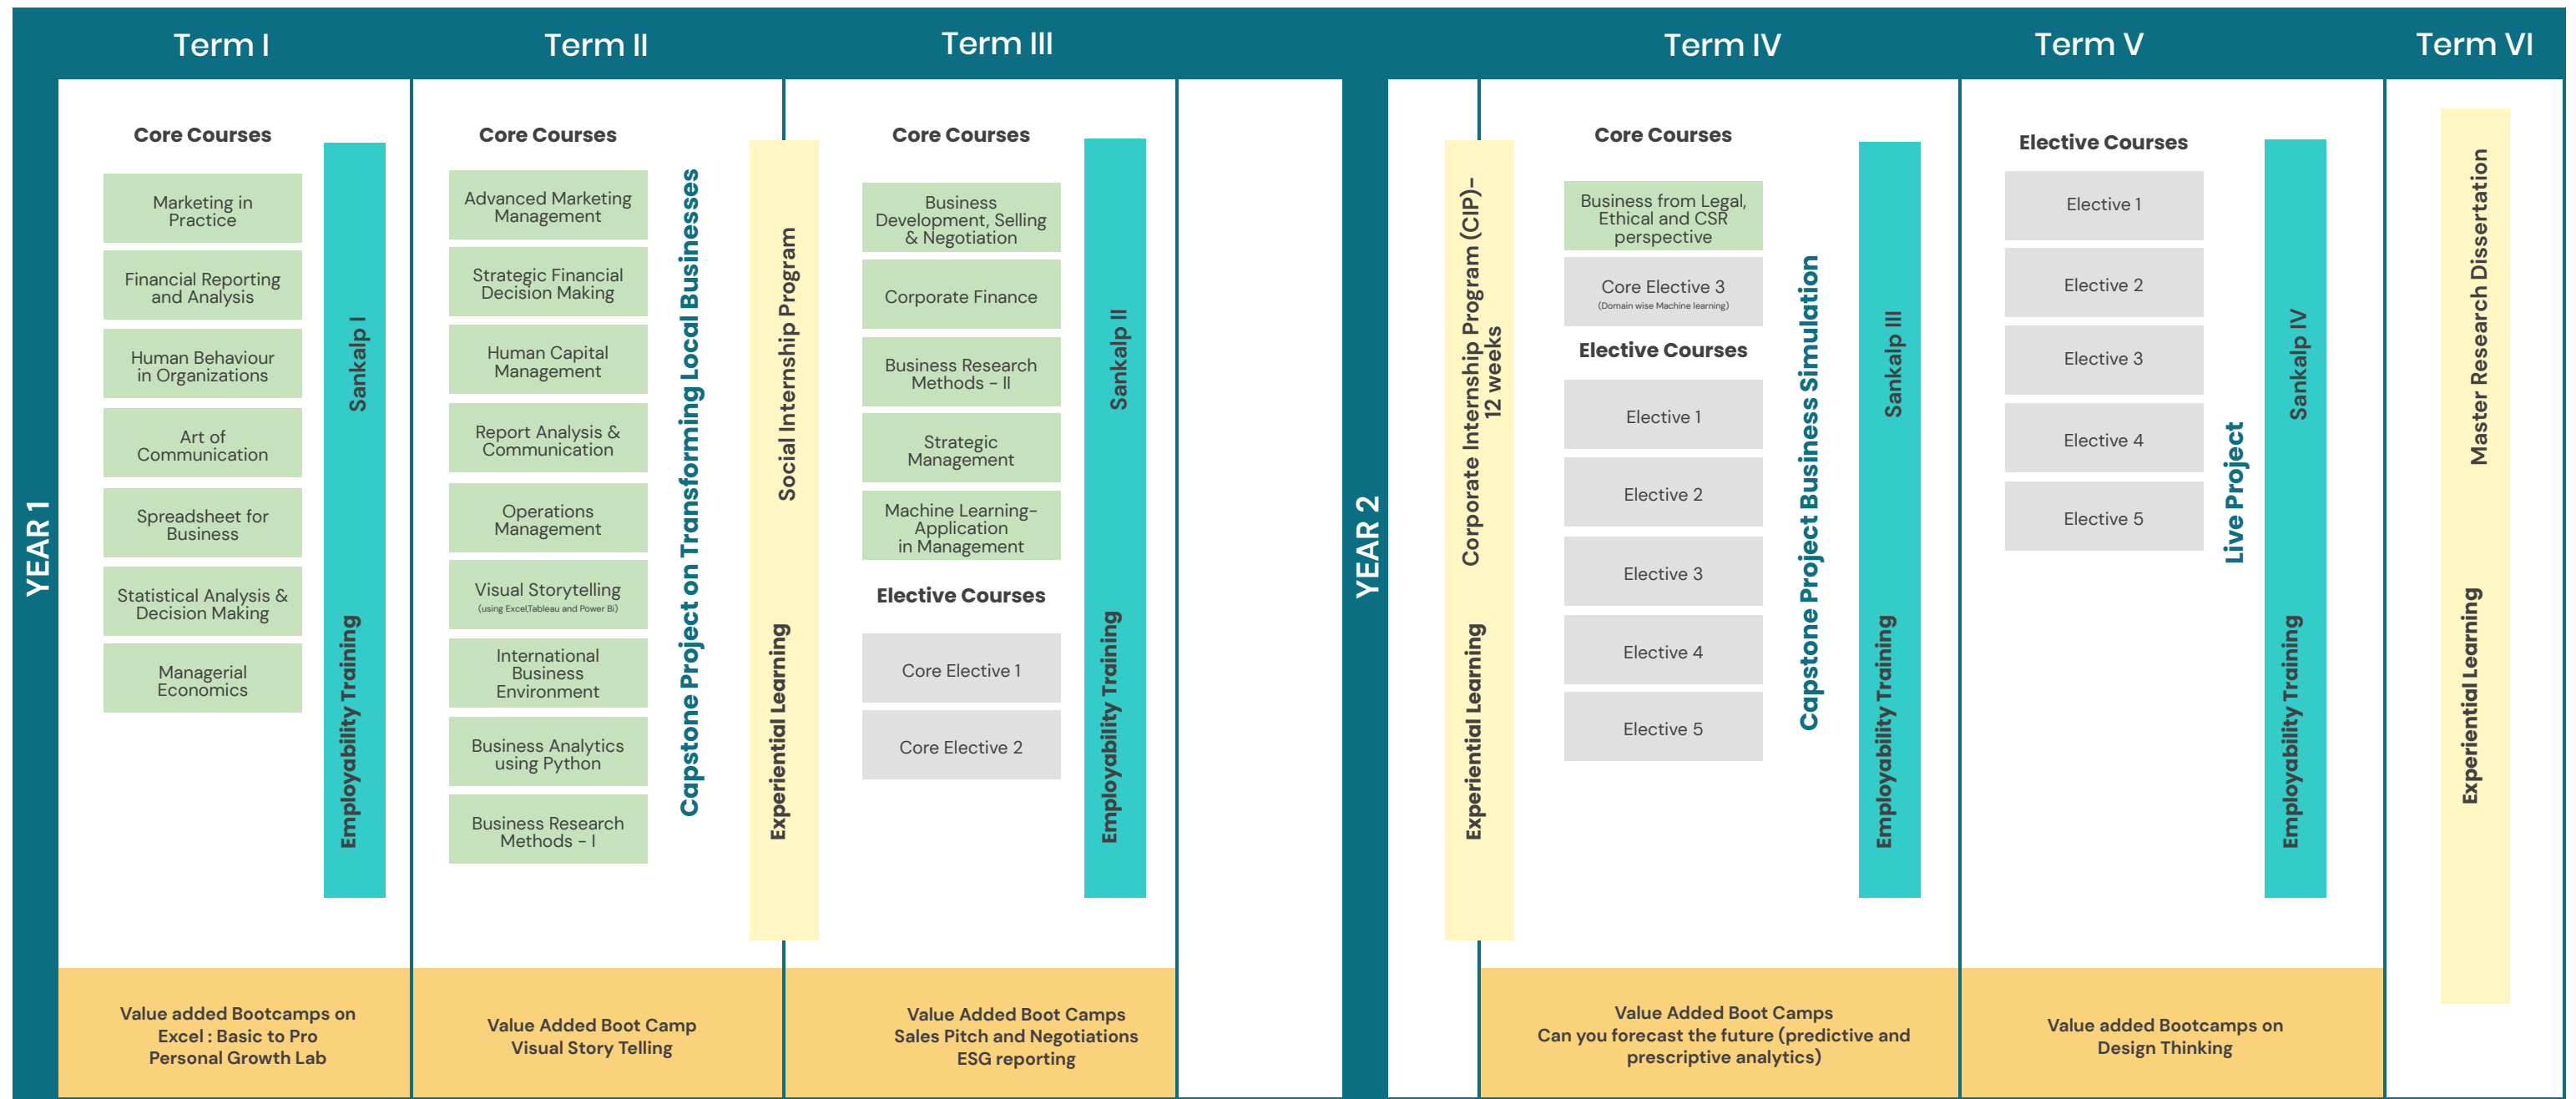 Term I
Term II
Term III
Term IV
Term V
Term VI
YEAR 1
Core Courses
Marketing in
Practice
Financial Reporting
and Analysis
Human Behaviour
in Organizations
Art of
Communication
Spreadsheet for
Business
Statistical Analysis &
Decision Making
Managerial
Economics
Sankalp I
Employability Training
Value added Bootcamps on
Excel : Basic to Pro
Personal Growth Lab
Core Courses
Advanced Marketing
Management
Strategic Financial
Decision Making
Human Capital
Management
Report Analysis &
Communication
Operations
Management
Visual Storytelling
(using Excel,Tableau and Power Bi)
International
Business
Environment
Business Analytics
using Python
Business Research
Methods - I
Capstone Project on Transforming Local Businesses
Value Added Boot Camp
Visual Story Telling
Social Internship Program
Experiential Learning
Core Courses
Business
Development, Selling
& Negotiation
Corporate Finance
Business Research
Methods - II
Strategic
Management
Machine Learning-
Application
in Management
Elective Courses
Core Elective 1
Core Elective 2
Sankalp II
Employability Training
Value Added Boot Camps
Sales Pitch and Negotiations
ESG reporting
YEAR 2
Corporate Internship Program (CIP)-
12 weeks
Experiential Learning
Core Courses
Business from Legal,
Ethical and CSR
perspective
Core Elective 3
(Domain wise Machine learning)
Elective Courses
Elective 1
Elective 2
Elective 3
Elective 4
Elective 5
Capstone Project Business Simulation
Sankalp III
Employability Training
Value Added Boot Camps
Can you forecast the future (predictive and
prescriptive analytics)
Elective Courses
Elective 1
Elective 2
Elective 3
Elective 4
Elective 5
Live Project
Sankalp IV
Employability Training
Value added Bootcamps on
Design Thinking
Master Research Dissertation
Experiential Learning